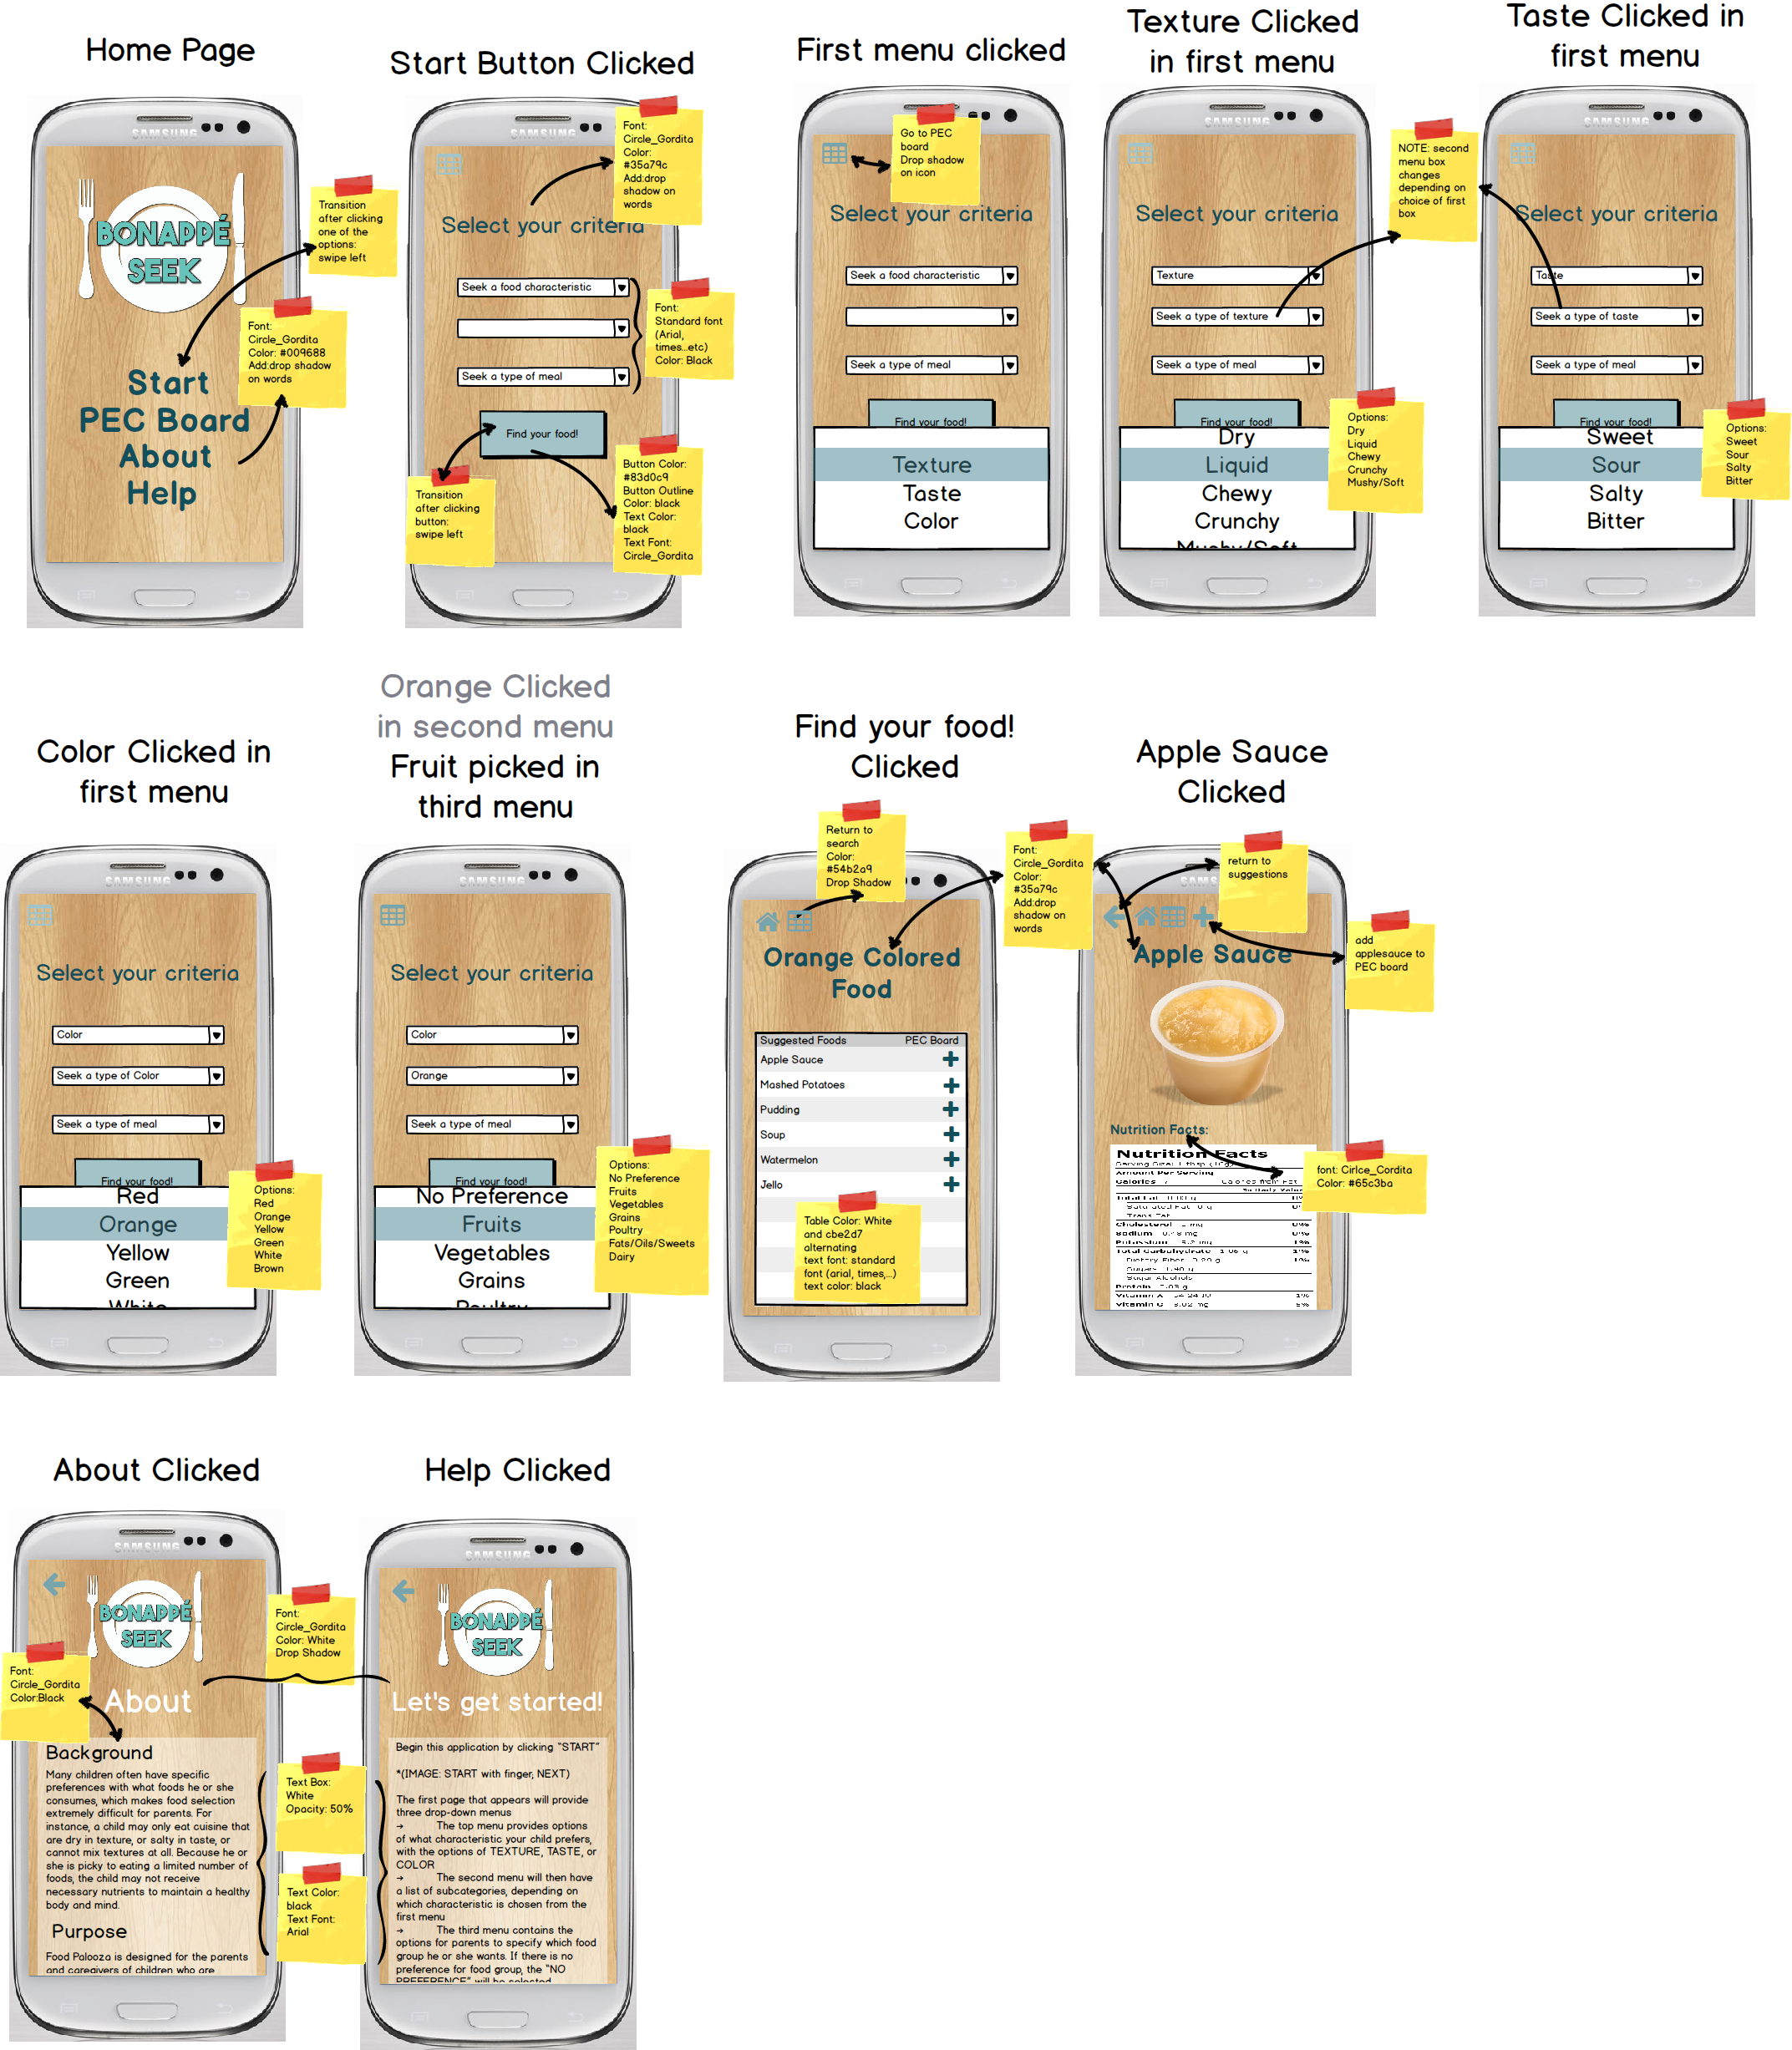 Home Page
SAMSUNG
BONAPPÉ
SEEK
Start
PEC Board
About
Help
Transition
after clicking
one of the
options:
swipe left
Font:
Circle_Gordita
Color: #009688
Add:drop shadow
on words
Start Button Clicked
Select your criteria
Seek a food characteristic
Seek a type of meal
Find your food!
Font:
Circle_Gordita
Color:
#35a79c
Add:drop
shadow on
words
Font:
Standard font
(Arial,
times...etc)
Color: Black
Transition
after clicking
button:
swipe left
Button Color:
#83d0c9
Button Outline
Color: black
Text Color:
black
Text Font:
Circle_Gordita
First menu clicked
Go to PEC
board
Drop shadow
on icon
Select your criteria
Seek a food characteristic
Seek a type of meal
Find your food!
Texture
Taste
Color
Texture Clicked
in first menu
SAMSUNG
Select your criteria
Texture
Seek a type of texture
Seek a type of meal
Find your food!
Dry
Liquid
Chewy
Crunchy
Mushy/Soft
NOTE: second
menu box
changes
depending on
choice of first
box
Options:
Dry
Liquid
Chewy
Crunchy
Mushy/Soft
Taste Clicked in
first menu
SAMSUNG
Select your criteria
Taste
Seek a type of taste
Seek a type of meal
Find your food!
Sweet
Sour
Salty
Bitter
Options:
Sweet
Sour
Salty
Bitter
Color Clicked in
first menu
SAMSUNG
Select your criteria
Color
Seek a type of Color
Seek a type of meal
Find your food!
Red
Orange
Yellow
Green
White
Options:
Red
Orange
Yellow
Green
White
Brown
Orange Clicked
in second menu
Fruit picked in
third menu
SAMSUNG
Select your criteria
Color
Orange
Seek a type of meal
Find your food!
No Preference
Fruits
Vegetables
Grains
Poultry
Options:
No Preference
Fruits
Vegetables
Grains
Poultry
Fats/Oils/Sweets
Dairy
Find your food!
Clicked
Return to
search
Color:
#54b2a9
Drop Shadow
Font:
Circle_Gordita
Color:
#35a79c
Add:drop
shadow on
words
Orange Colored
Food
Suggested Foods PEC Board
Apple Sauce
Mashed Potatoes
Pudding
Soup
Watermelon
Jello
Table Color: White
and cbe2d7
alternating
text font: standard
font (arial, times,..)
text color: black
Apple Sauce
Clicked
SAMS
return to
suggestions
add
applesauce to
PEC board
Apple Sauce
Nutrition Facts:
Nutrition Facts
Amount Per Serving
Calories
Total Fat
Trans Fat
Cholesterol
Sodium
Potassium
Total Carbohydrate
Dietary Fiber
Sugars
Sugar Alcohols
Protein
Vitamin A
Vitamin C
font: Cirlce_Cordita
Color: #65c3ba
About Clicked
SAMSUNG
BONAPPÉ
SEEK
About
Font:
Circle_Gordita
Color:Black
Font:
Circle_Gordita
Color: White
Drop Shadow
Background
Many children often have specific
preferences with what foods he or she
consumes, which makes food selection
extremely difficult for parents. For
instance, a child may only eat cuisine that
are dry in texture, or salty in taste, or
cannot mix textures at all. Because he or
she is picky to eating a limited number of
foods, the child may not receive
necessary nutrients to maintain a healthy
body and mind.
Purpose
Food Palooza is designed for the parents
and caregivers of children who are
Text Box:
White
Opacity: 50%
Text Color:
black
Text Font:
Arial
Help Clicked
SAMSUNG
BONAPPÉ
SEEK
Let's get started!
Begin this application by clicking "START"
*(IMAGE: START with finger, NEXT)
The first page that appears will provide
three drop-down menus
→ The top menu provides options
of what characteristic your child prefers,
with the options of TEXTURE, TASTE, or
COLOR
→ The second menu will then have
a list of subcategories, depending on
which characteristic is chosen from the
first menu
→ The third menu contains the
options for parents to specify which food
group he or she wants. If there is no
preference for food group, the "NO
PREFERENCE" will be selected